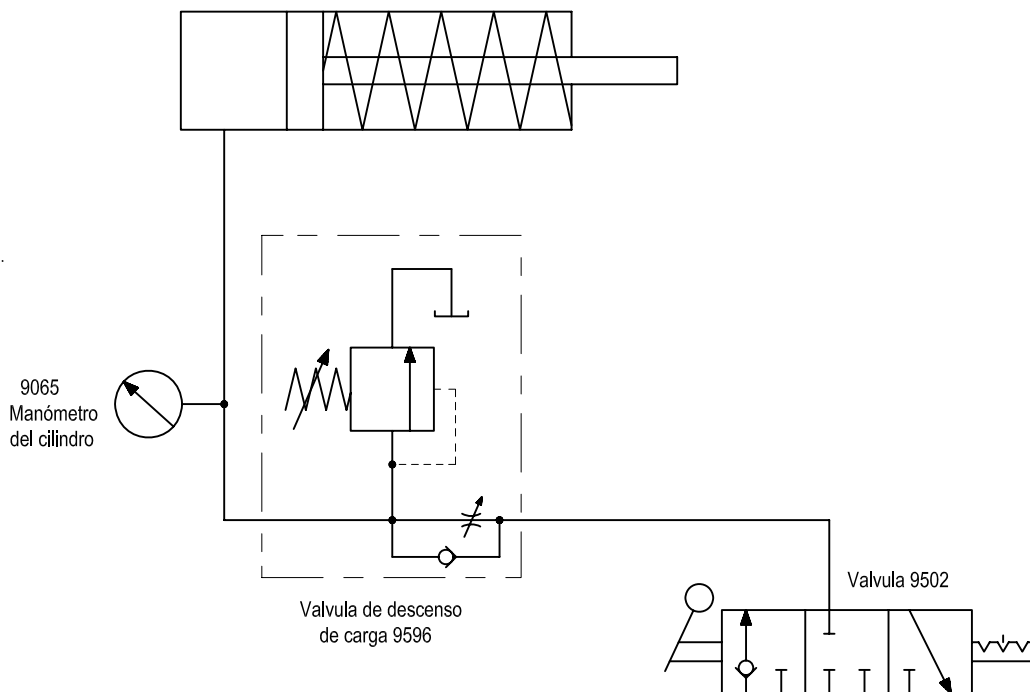 9065
Manómetro
del cilindro
Valvula de descenso
de carga 9596
Valvula 9502